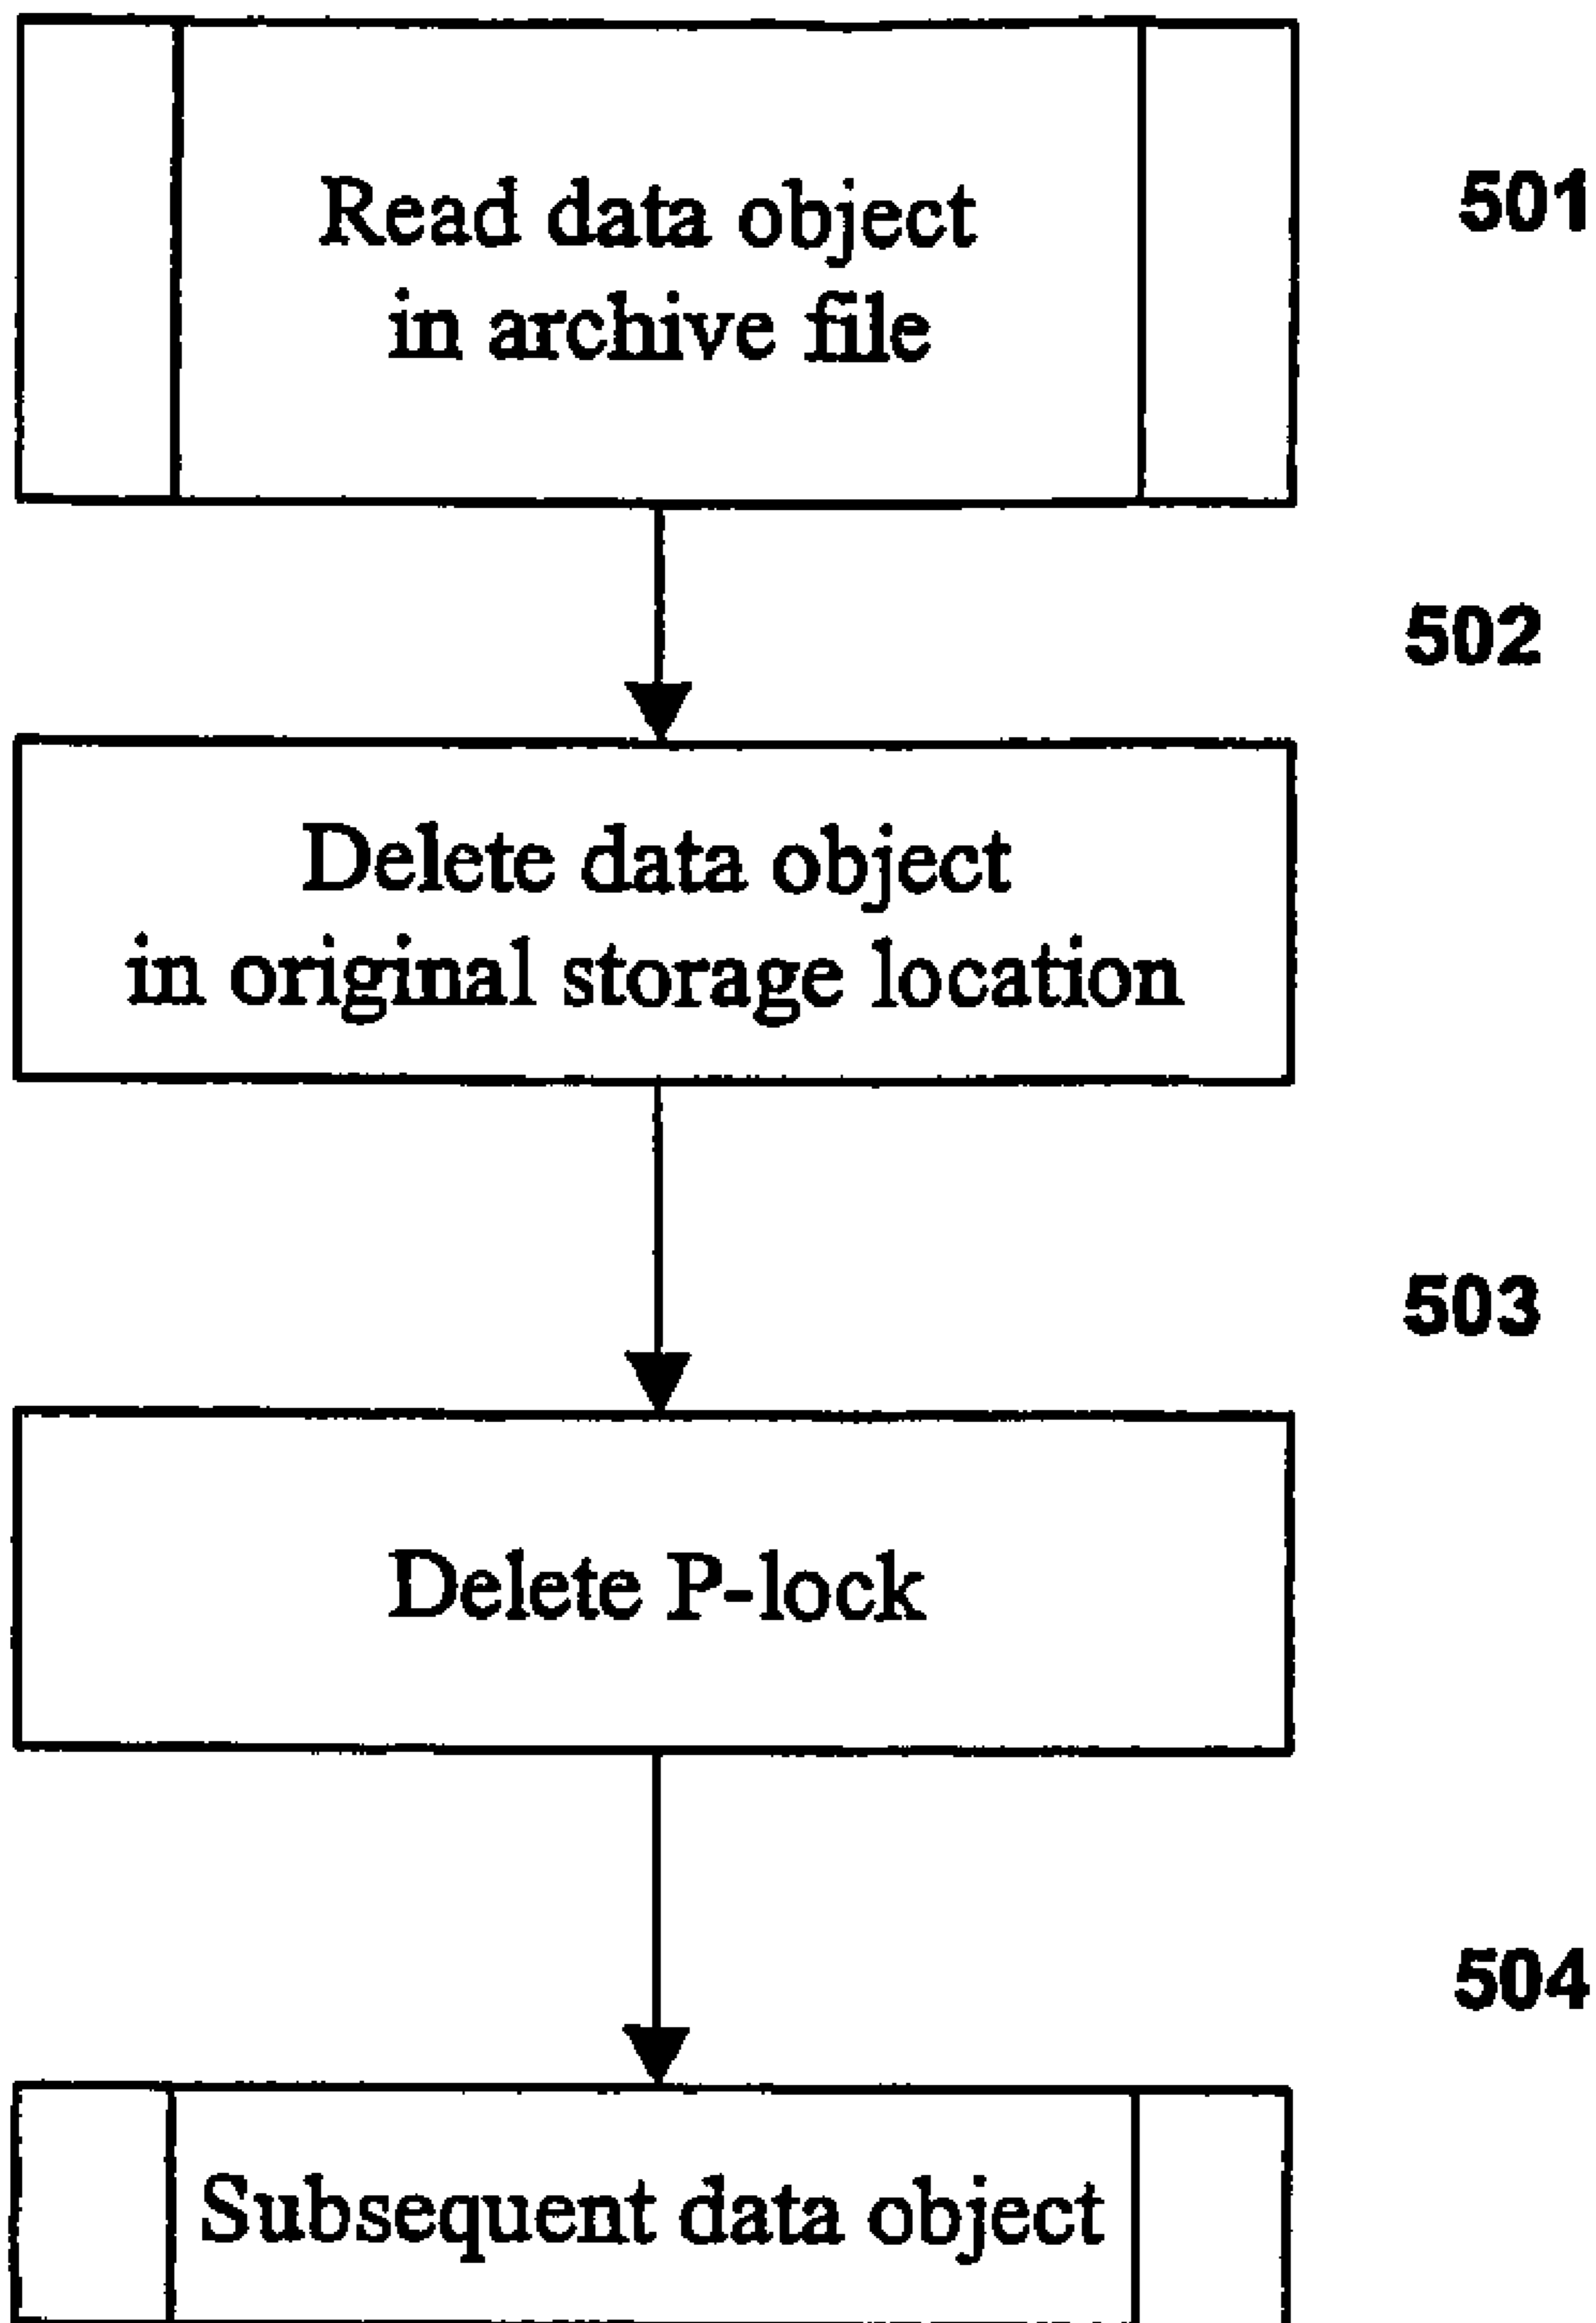 Read data object
in archive file
501
502
Delete data object
in original storage location
503
Delete P-lock
504
Subsequent data object